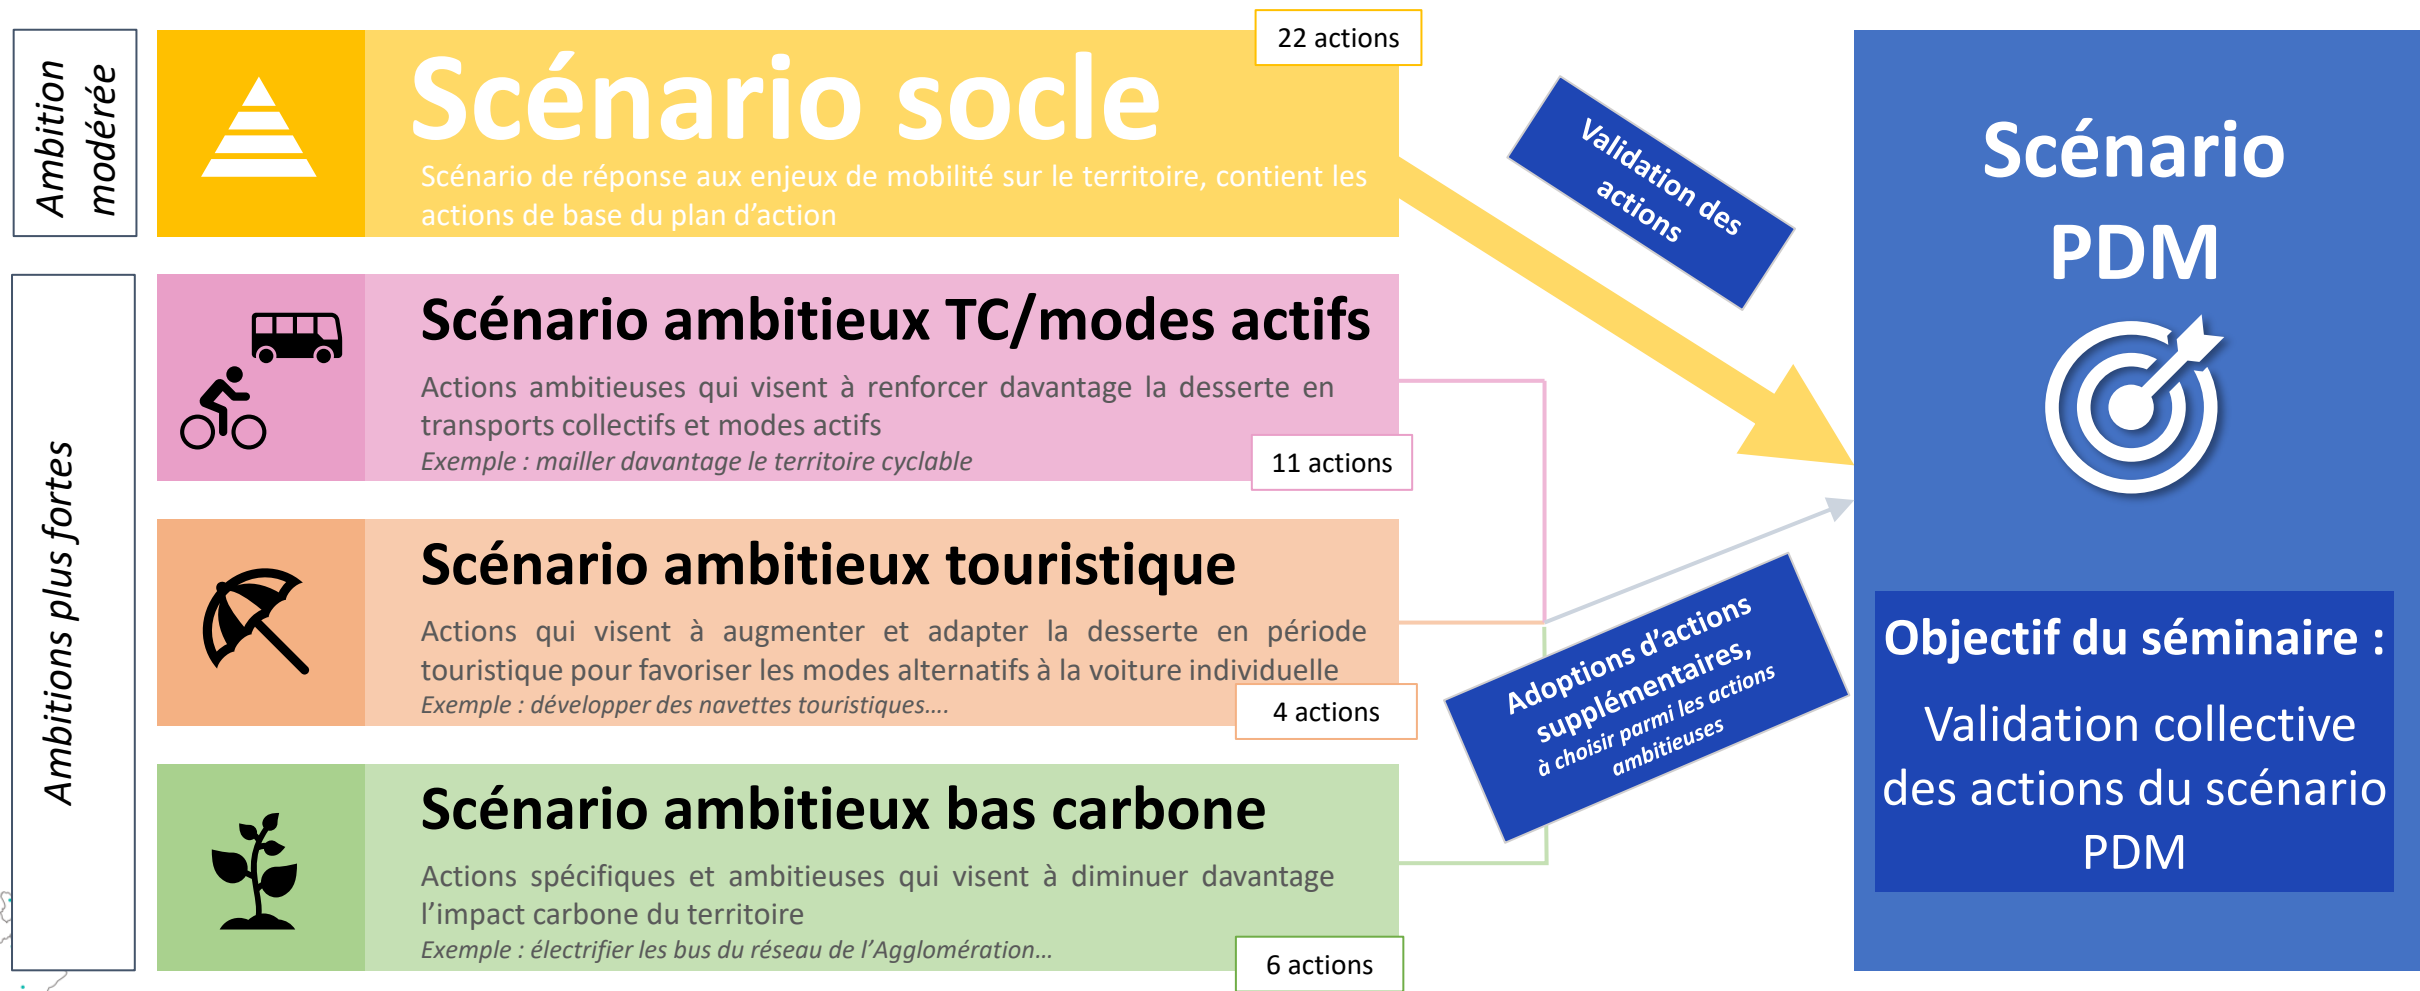 Ambition
modérée
22 actions
Scénario socle
Scénario de réponse aux enjeux de mobilité sur le territoire, contient les
actions de base du plan d’action
Ambitions plus fortes
Scénario ambitieux TC/modes actifs
Actions ambitieuses qui visent à renforcer davantage la desserte en
transports collectifs et modes actifs
Exemple : mailler davantage le territoire cyclable
11 actions
Scénario ambitieux touristique
Actions qui visent à augmenter et adapter la desserte en période
touristique pour favoriser les modes alternatifs à la voiture individuelle
Exemple : développer des navettes touristiques....
4 actions
Scénario ambitieux bas carbone
Actions spécifiques et ambitieuses qui visent à diminuer davantage
l’impact carbone du territoire
Exemple : électrifier les bus du réseau de l’Agglomération...
6 actions
Validation des
actions
Adoptions d’actions
supplémentaires,
à choisir parmi les actions
ambitieuses
Scénario
PDM
Objectif du séminaire :
Validation collective
des actions du scénario
PDM